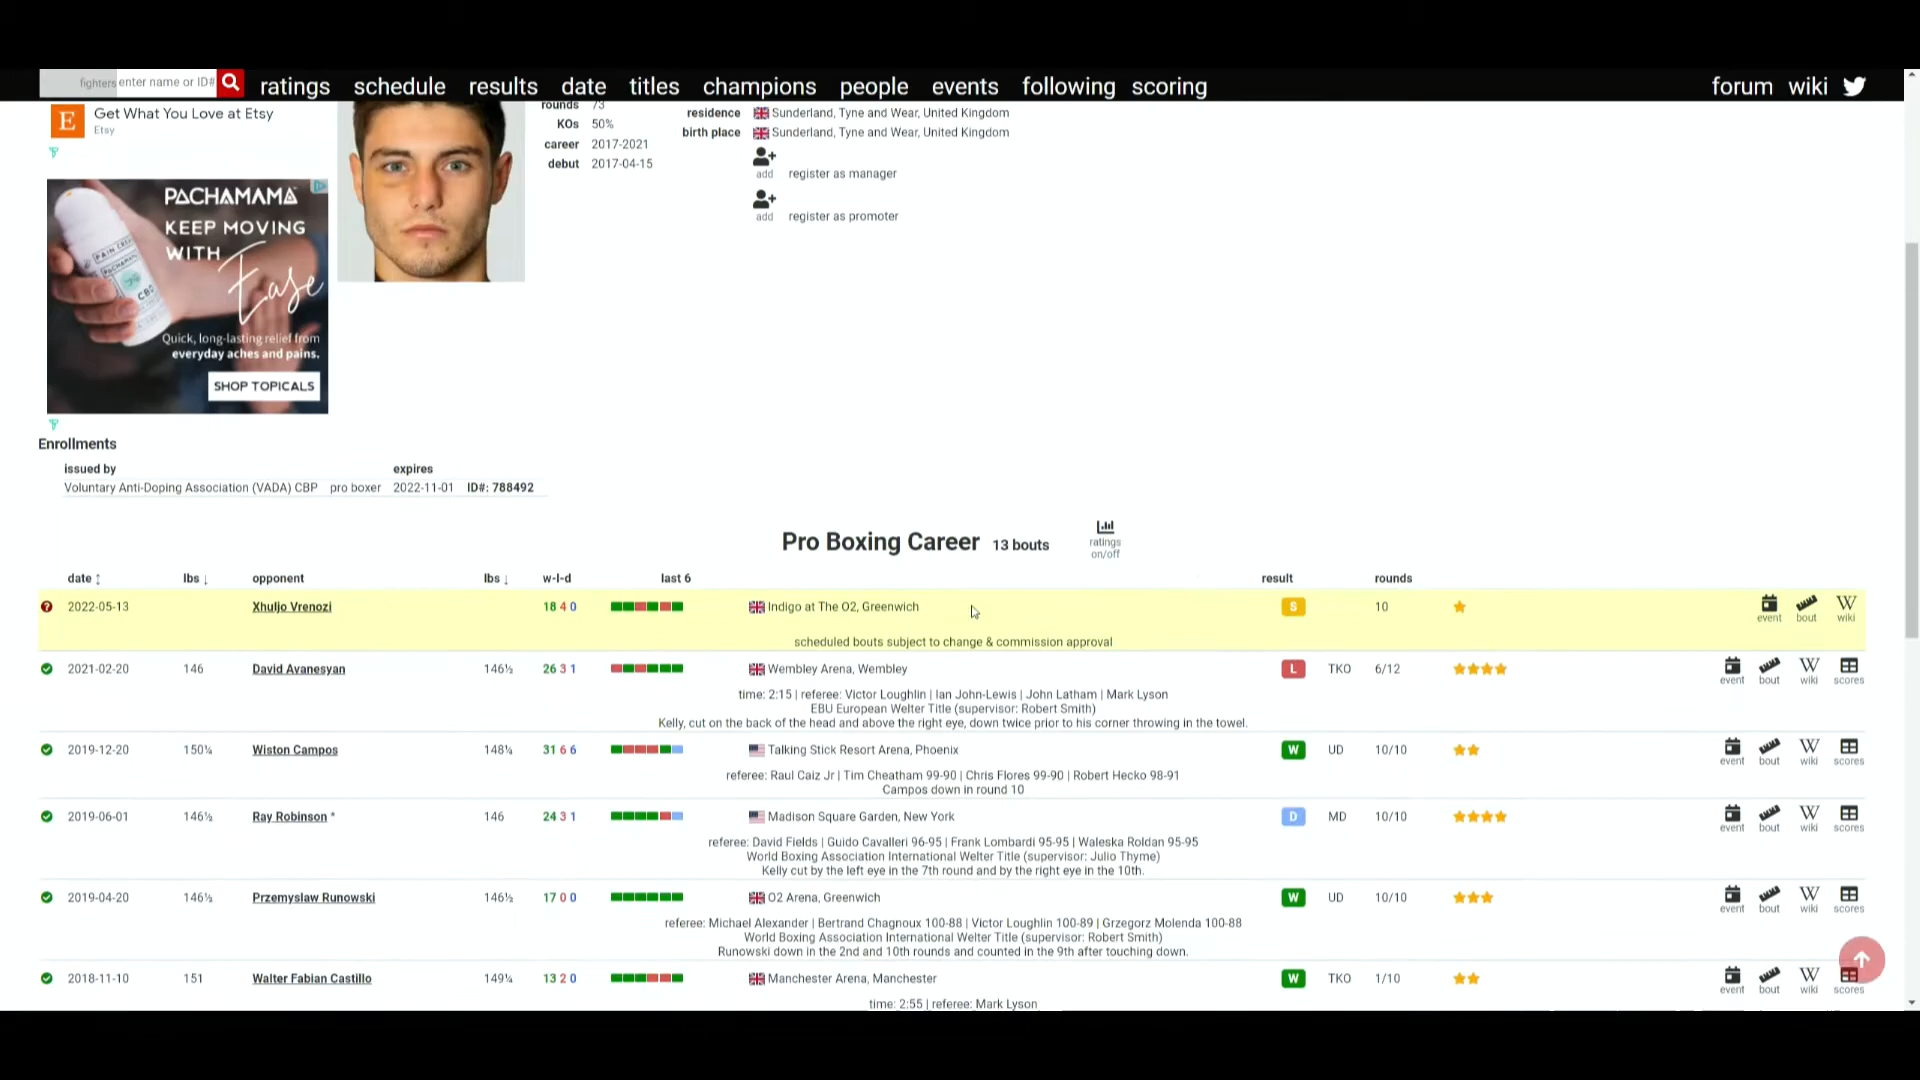 fighters enter name or ID# ratings schedule results date titles champions people events following scoring forum wiki
E Get What You Love at Etsy
Etsy
PACHAMAMA
KEEP MOVING
WITH Ease
PAIN CREAM
PACHAMAMA
CBD
Quick, long-lasting relief from
everyday aches and pains.
SHOP TOPICALS
rounds 73
KOs 50%
career 2017-2021
debut 2017-04-15
residence Sunderland, Tyne and Wear, United Kingdom
birth place Sunderland, Tyne and Wear, United Kingdom
add register as manager
add register as promoter
Enrollments
issued by expires
Voluntary Anti-Doping Association (VADA) CBP pro boxer 2022-11-01 ID#: 788492
Pro Boxing Career 13 bouts ratings on/off
date lbs opponent lbs w-l-d last 6 result rounds
2022-05-13 Xhuljo Vrenozi 18 4 0 Indigo at The O2, Greenwich S 10 event bout wiki
scheduled bouts subject to change & commission approval
2021-02-20 146 David Avanesyan 146½ 26 3 1 Wembley Arena, Wembley L TKO 6/12 event bout wiki scores
time: 2:15 | referee: Victor Loughlin | Ian John-Lewis | John Latham | Mark Lyson
EBU European Welter Title (supervisor: Robert Smith)
Kelly, cut on the back of the head and above the right eye, down twice prior to his corner throwing in the towel.
2019-12-20 150¼ Wiston Campos 148¼ 31 6 6 Talking Stick Resort Arena, Phoenix W UD 10/10 event bout wiki scores
referee: Raul Caiz Jr | Tim Cheatham 99-90 | Chris Flores 99-90 | Robert Hecko 98-91
Campos down in round 10
2019-06-01 146½ Ray Robinson * 146 24 3 1 Madison Square Garden, New York D MD 10/10 event bout wiki scores
referee: David Fields | Guido Cavalleri 96-95 | Frank Lombardi 95-95 | Waleska Roldan 95-95
World Boxing Association International Welter Title (supervisor: Julio Thyme)
Kelly cut by the left eye in the 7th round and by the right eye in the 10th.
2019-04-20 146½ Przemyslaw Runowski 146½ 17 0 0 O2 Arena, Greenwich W UD 10/10 event bout wiki scores
referee: Michael Alexander | Bertrand Chagnoux 100-88 | Victor Loughlin 100-89 | Grzegorz Molenda 100-88
World Boxing Association International Welter Title (supervisor: Robert Smith)
Runowski down in the 2nd and 10th rounds and counted in the 9th after touching down.
2018-11-10 151 Walter Fabian Castillo 149¼ 13 2 0 Manchester Arena, Manchester W TKO 1/10 event bout wiki scores
time: 2:55 | referee: Mark Lyson